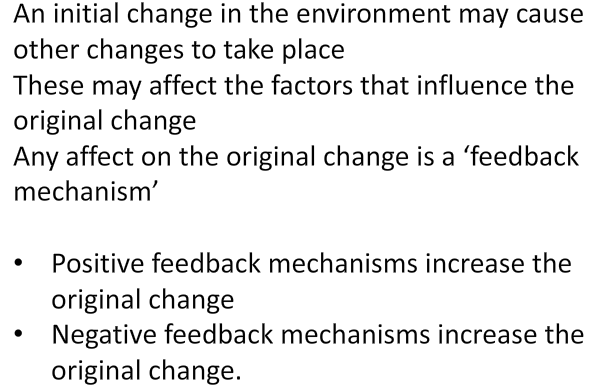 An initial change in the environment may cause
other changes to take place
These may affect the factors that influence the
original change
Any affect on the original change is a ‘feedback
mechanism’
• Positive feedback mechanisms increase the
original change
• Negative feedback mechanisms increase the
original change.